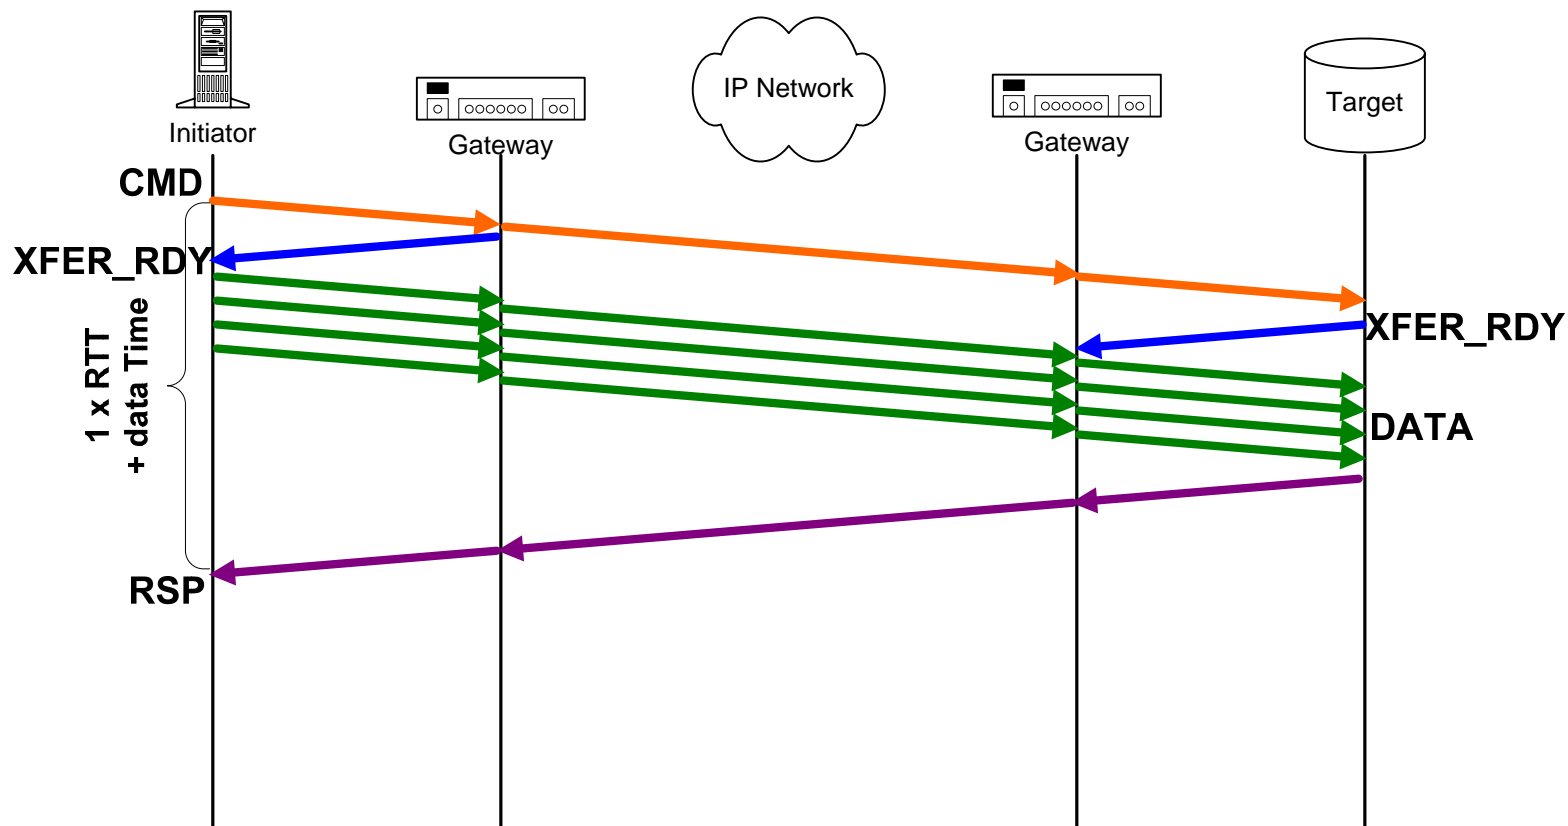 IP Network
Target
Initiator
Gateway
Gateway
CMD
XFER_RDY
XFER_RDY
1 x RTT
+ data Time
DATA
RSP